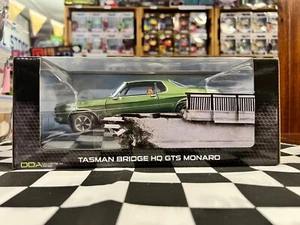 DDA
TASMAN BRIDGE HQ GTS MONARO